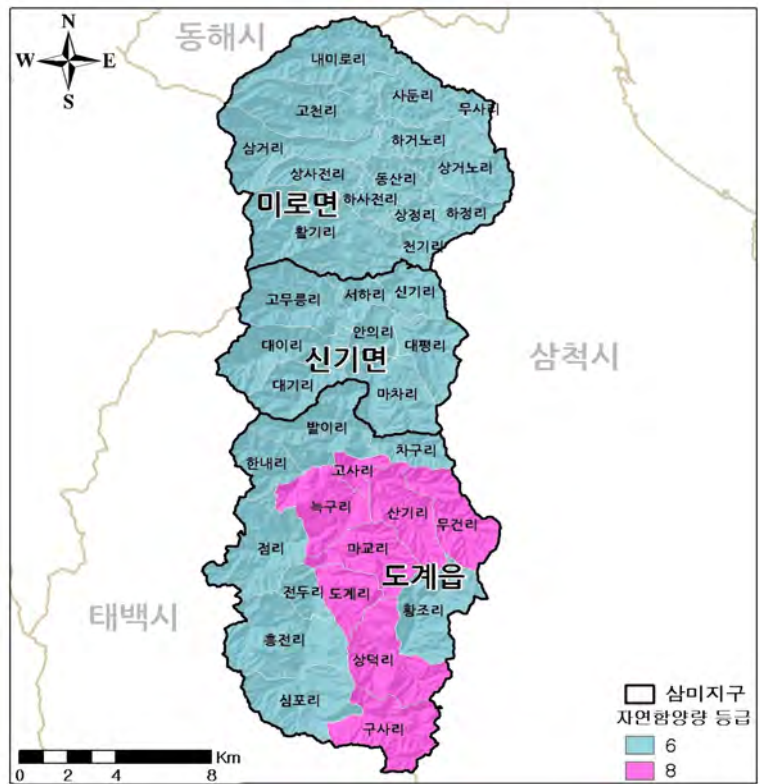 N
W E
S
동해시
내미로리
사둔리
고천리
무사리
하거노리
삼거리
상거노리
상사전리
동산리
미로면
하사전리
상정리
하정리
활기리
천기리
고무릉리
서하리
신기리
안의리
대이리
대평리
신기면
삼척시
대기리
마차리
발이리
차구리
한내리
고사리
늑구리
산기리
무건리
점리
마교리
도계읍
전두리
도계리
황조리
태백시
흥전리
상덕리
심포리
구사리
삼미지구
자연함양량 등급
6
8
Km
0 2 4 8